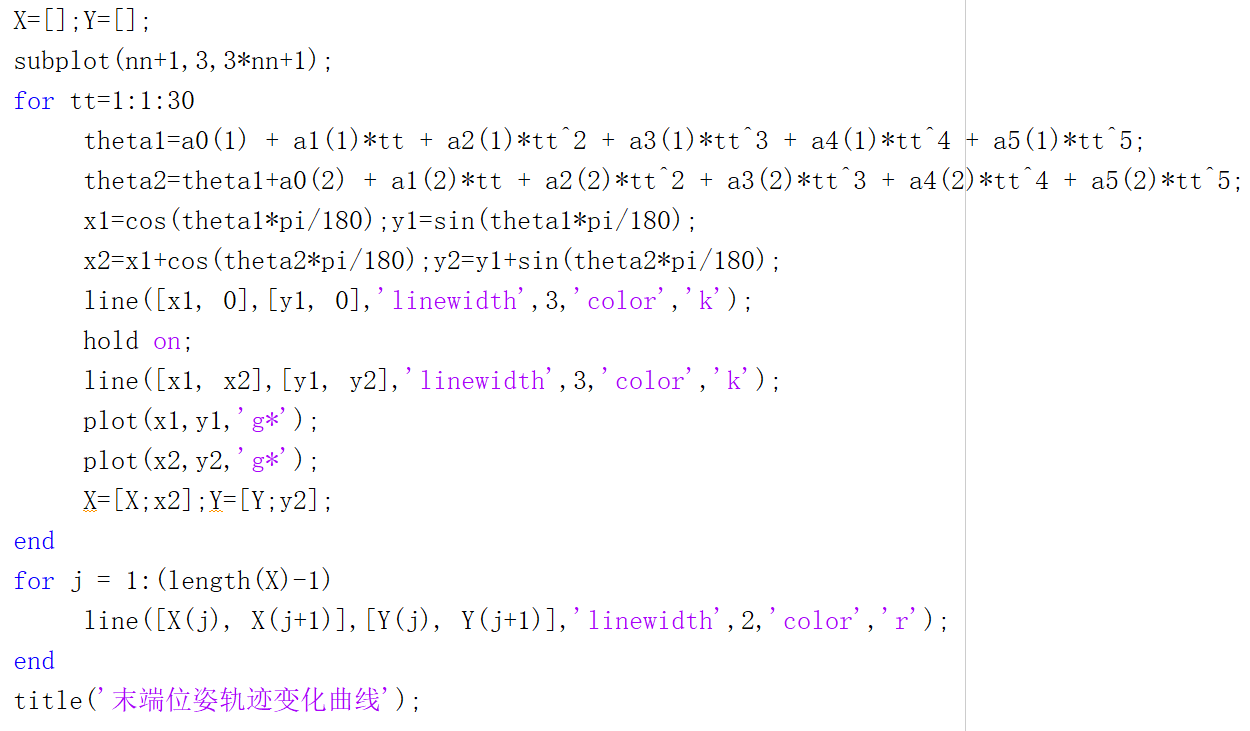 X=[];Y=[];
subplot(nn+1,3,3*nn+1);
for tt=1:1:30
theta1=a0(1) + a1(1)*tt + a2(1)*tt^2 + a3(1)*tt^3 + a4(1)*tt^4 + a5(1)*tt^5;
theta2=theta1+a0(2) + a1(2)*tt + a2(2)*tt^2 + a3(2)*tt^3 + a4(2)*tt^4 + a5(2)*tt^5;
x1=cos(theta1*pi/180);y1=sin(theta1*pi/180);
x2=x1+cos(theta2*pi/180);y2=y1+sin(theta2*pi/180);
line([x1, 0],[y1, 0],'linewidth',3,'color','k');
hold on;
line([x1, x2],[y1, y2],'linewidth',3,'color','k');
plot(x1,y1,'g*');
plot(x2,y2,'g*');
X=[X;x2];Y=[Y;y2];
end
for j = 1:(length(X)-1)
line([X(j), X(j+1)],[Y(j), Y(j+1)],'linewidth',2,'color','r');
end
title('末端位姿轨迹变化曲线');